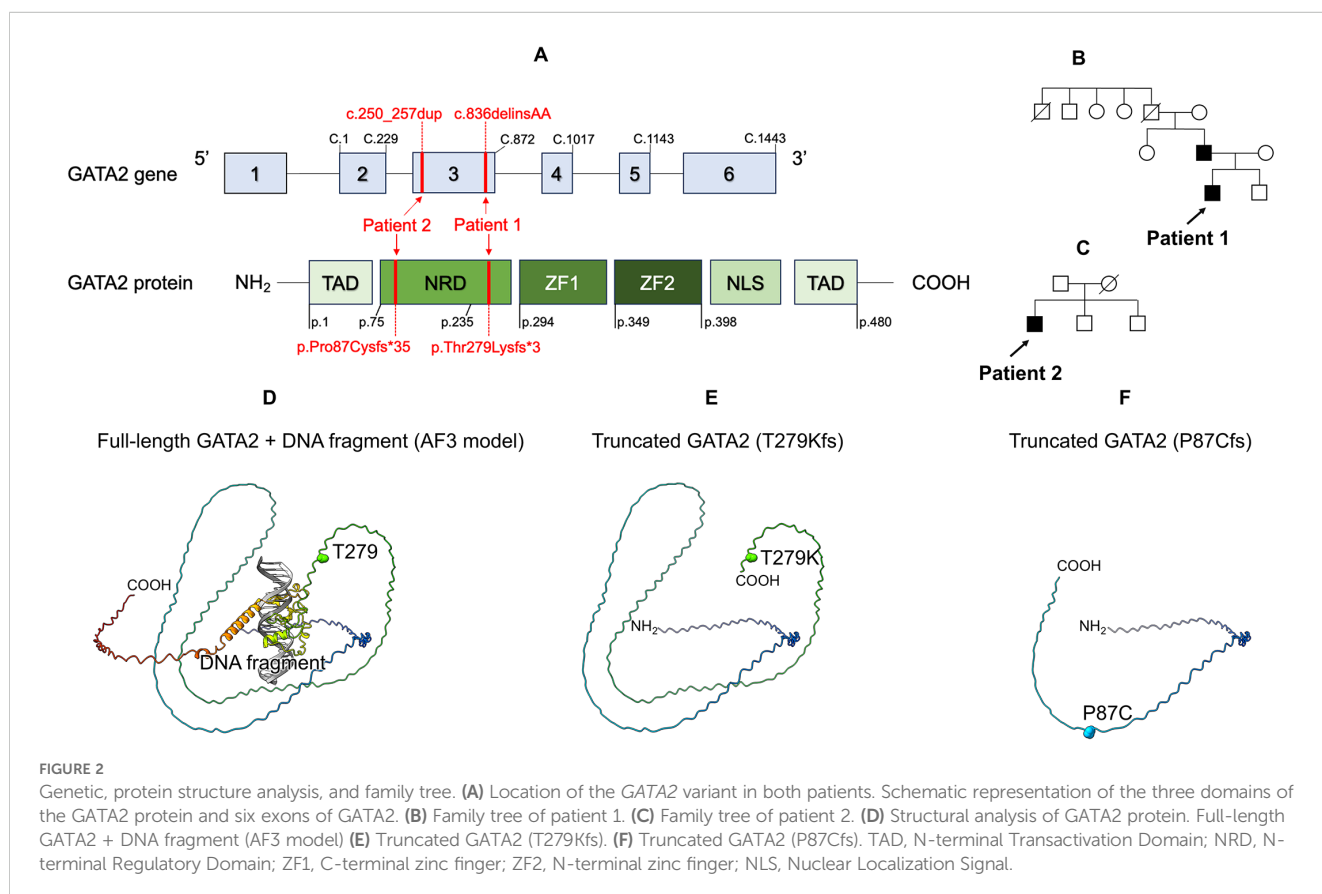 A
c.250_257dup c.836delinsAA
C.1 C.229 C.872 C.1017 C.1143 C.1443
5’ 3’
GATA2 gene 1 2 3 4 5 6
Patient 2 Patient 1
GATA2 protein NH2 TAD NRD ZF1 ZF2 NLS TAD COOH
p.1 p.75 p.235 p.294 p.349 p.398 p.480
p.Pro87Cysfs*35 p.Thr279Lysfs*3
B
Patient 1
C
Patient 2
D
Full-length GATA2 + DNA fragment (AF3 model)
T279
COOH
DNA fragment
E
Truncated GATA2 (T279Kfs)
T279K
COOH
NH2
F
Truncated GATA2 (P87Cfs)
COOH
NH2
P87C
FIGURE 2
Genetic, protein structure analysis, and family tree. (A) Location of the GATA2 variant in both patients. Schematic representation of the three domains of
the GATA2 protein and six exons of GATA2. (B) Family tree of patient 1. (C) Family tree of patient 2. (D) Structural analysis of GATA2 protein. Full-length
GATA2 + DNA fragment (AF3 model) (E) Truncated GATA2 (T279Kfs). (F) Truncated GATA2 (P87Cfs). TAD, N-terminal Transactivation Domain; NRD, N-
terminal Regulatory Domain; ZF1, C-terminal zinc finger; ZF2, N-terminal zinc finger; NLS, Nuclear Localization Signal.